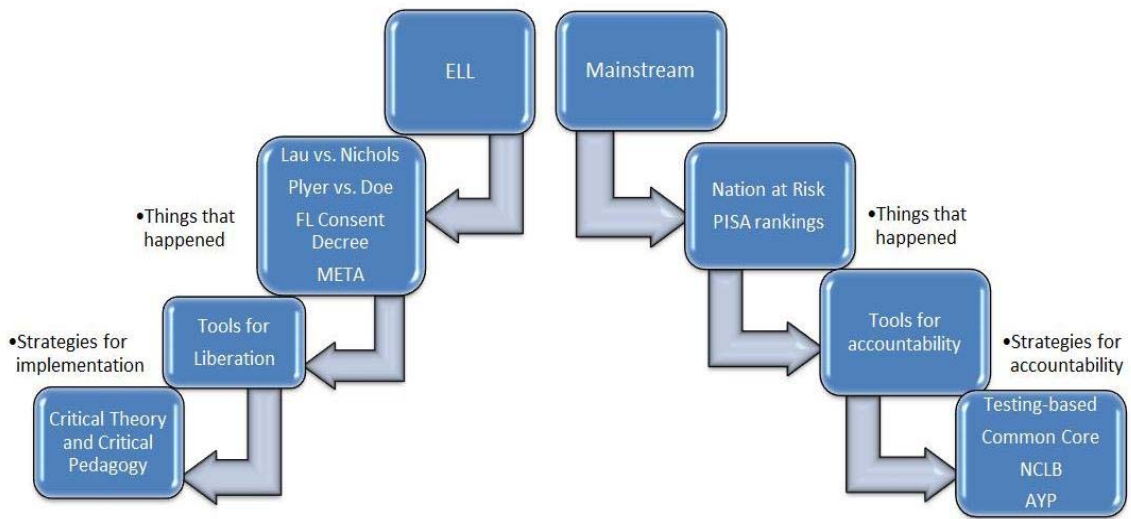 ELL
Lau vs. Nichols
Plyer vs. Doe
FL Consent
Decree
META
•Things that
happened
Tools for
Liberation
•Strategies for
implementation
Critical Theory
and Critical
Pedagogy
Mainstream
Nation at Risk
PISA rankings
•Things that
happened
Tools for
accountability
•Strategies for
accountability
Testing-based
Common Core
NCLB
AYP